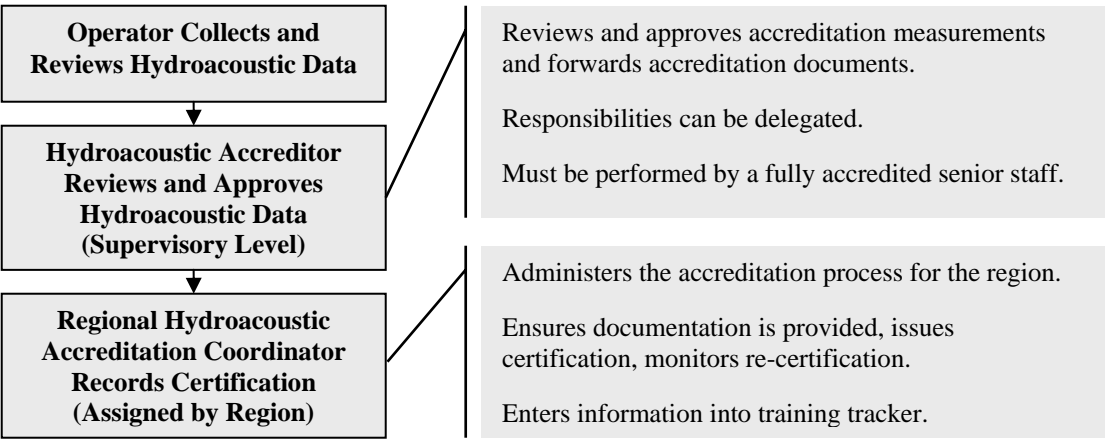 Operator Collects and
Reviews Hydroacoustic Data
Hydroacoustic Accreditor
Reviews and Approves
Hydroacoustic Data
(Supervisory Level)
Regional Hydroacoustic
Accreditation Coordinator
Records Certification
(Assigned by Region)
Reviews and approves accreditation measurements
and forwards accreditation documents.
Responsibilities can be delegated.
Must be performed by a fully accredited senior staff.
Administers the accreditation process for the region.
Ensures documentation is provided, issues
certification, monitors re-certification.
Enters information into training tracker.